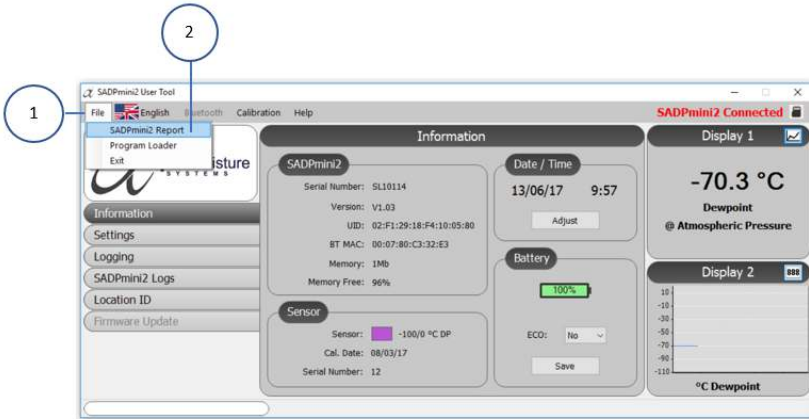 2
1
SADPmini2 User Tool
File English Bluetooth Calibration Help
SADPmini2 Connected
SADPmini2 Report
Program Loader
Exit
isture
SYSTEMS
Information
Settings
Logging
SADPmini2 Logs
Location ID
Firmware Update
Information
SADPmini2
Serial Number: SL10114
Version: V1.03
UID: 02:F1:29:18:F4:10:05:80
BT MAC: 00:07:80:C3:32:E3
Memory: 1Mb
Memory Free: 96%
Sensor
Sensor: -100/0 °C DP
Cal. Date: 08/03/17
Serial Number: 12
Date / Time
13/06/17 9:57
Adjust
Battery
100%
ECO: No
Save
Display 1
-70.3 °C
Dewpoint
@ Atmospheric Pressure
Display 2
888
10
-10
-30
-50
-70
-90
-110
°C Dewpoint